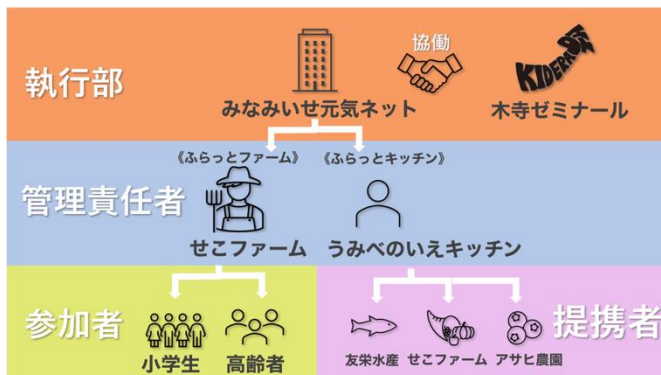 執行部
協働
みなみいせ元気ネット
木寺ゼミナール
《ふらっとファーム》
《ふらっとキッチン》
管理責任者
せこファーム
うみべのいえキッチン
参加者
小学生
高齢者
友栄水産
せこファーム
アサヒ農園
提携者